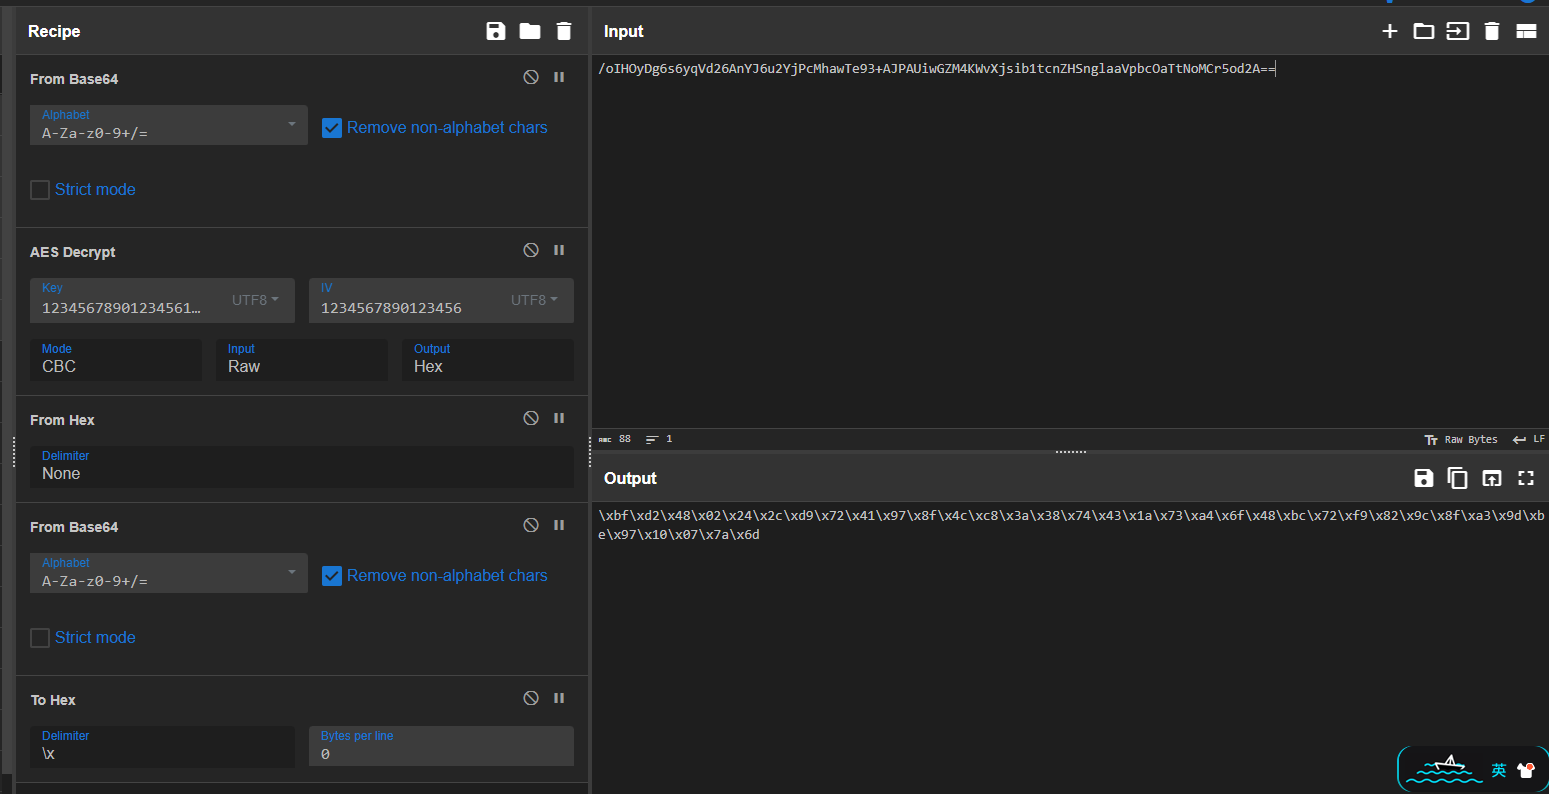 Recipe
From Base64
Alphabet
A-Za-z0-9+/=
Remove non-alphabet chars
Strict mode
AES Decrypt
Key
12345678901234561...
UTF8
IV
1234567890123456
UTF8
Mode
CBC
Input
Raw
Output
Hex
From Hex
Delimiter
None
From Base64
Alphabet
A-Za-z0-9+/=
Remove non-alphabet chars
Strict mode
To Hex
Delimiter
\x
Bytes per line
0
Input
/oIHOyDg6s6yqVd26AnYJ6u2YjPcMhawTe93+AJPAUiwGZM4KWvXjsib1tcnZHSnglaaVpbcOaTtNoMCr5od2A==
ABC 88 1
Tт Raw Bytes LF
Output
\xbf\xd2\x48\x02\x24\x2c\xd9\x72\x41\x97\x8f\x4c\xc8\x3a\x38\x74\x43\x1a\x73\xa4\x6f\x48\xbc\x72\xf9\x82\x9c\x8f\xa3\x9d\xb
e\x97\x10\x07\x7a\x6d
英